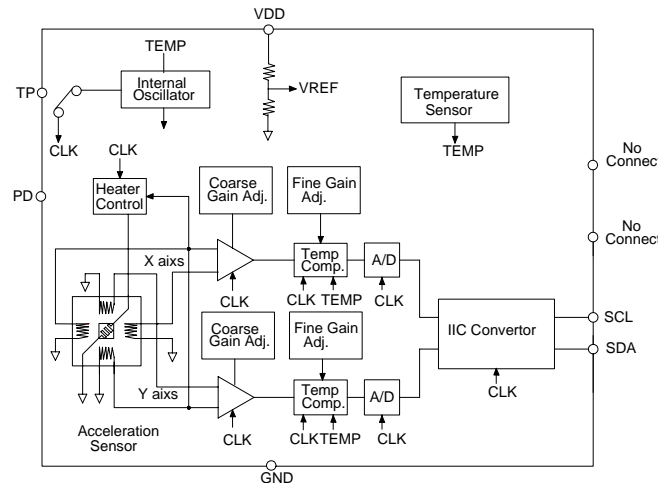 VDD
TEMP
TP
Internal
Oscillator
VREF
Temperature
Sensor
CLK
TEMP
CLK
No
Connect
PD
Heater
Control
Coarse
Gain Adj.
Fine Gain
Adj.
No
Connect
X aixs
Temp
Comp.
A/D
CLK
CLK
TEMP
CLK
IIC Convertor
SCL
SDA
Coarse
Gain Adj.
Fine Gain
Adj.
CLK
Y aixs
Temp
Comp.
A/D
CLK
CLK
TEMP
CLK
Acceleration
Sensor
GND